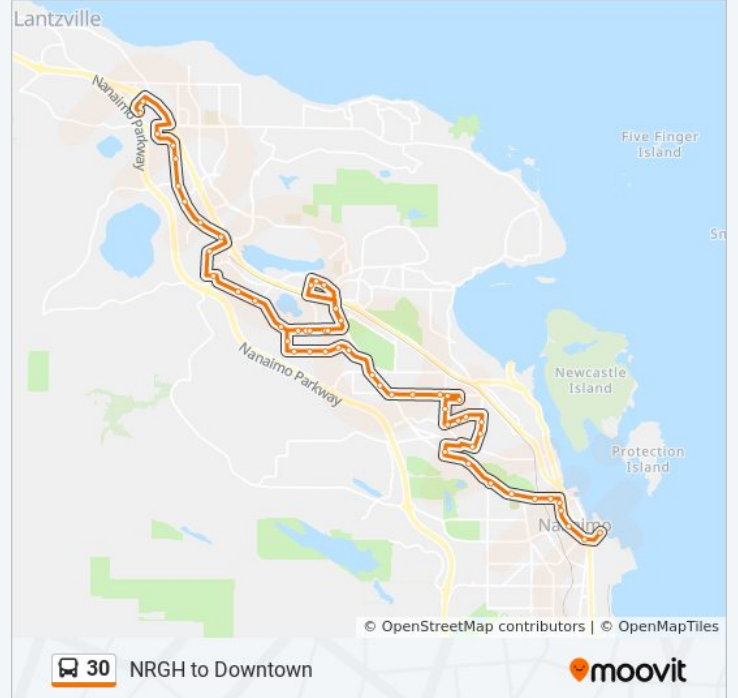 Lantzville
Nanaimo Parkway
Five Finger
Island
Sn
Nanaimo Parkway
Newcastle
Island
Protection
Island
Nanaimo
© OpenStreetMap contributors | © OpenMapTiles
30 NRGH to Downtown
moovit